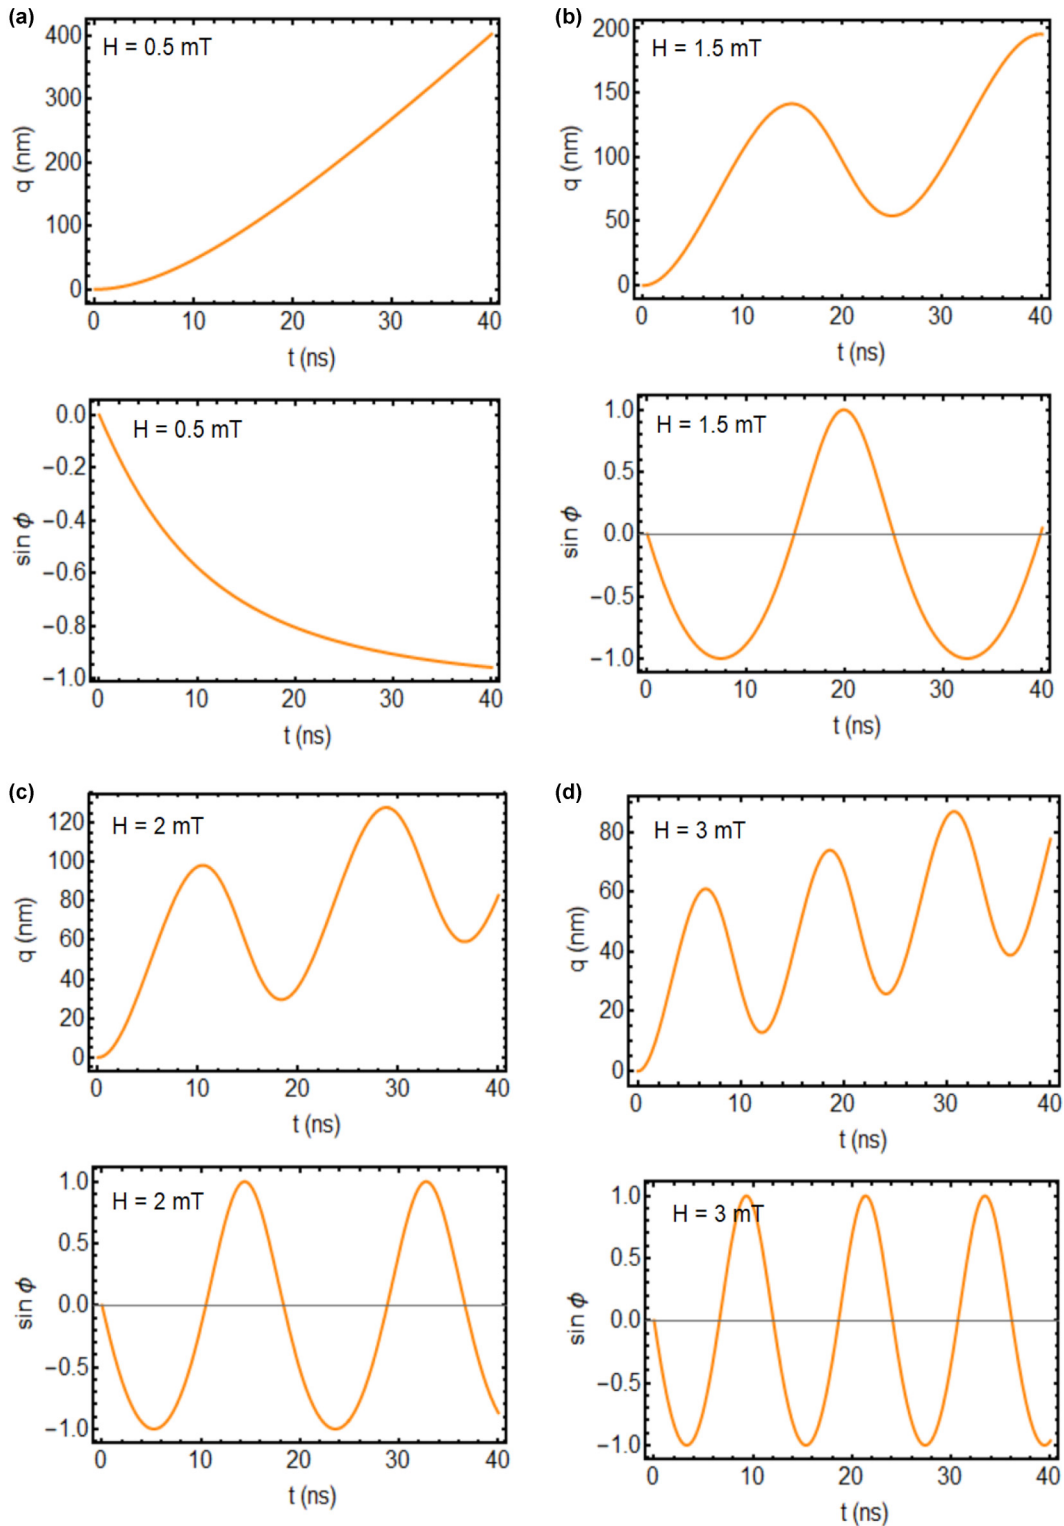 (a)
H = 0.5 mT
q (nm)
400
300
200
100
0
0 10 20 30 40
t (ns)
H = 0.5 mT
sin ϕ
0.0
−0.2
−0.4
−0.6
−0.8
−1.0
0 10 20 30 40
t (ns)
(b)
H = 1.5 mT
q (nm)
200
150
100
50
0
0 10 20 30 40
t (ns)
H = 1.5 mT
sin ϕ
1.0
0.5
0.0
−0.5
−1.0
0 10 20 30 40
t (ns)
(c)
H = 2 mT
q (nm)
120
100
80
60
40
20
0
0 10 20 30 40
t (ns)
H = 2 mT
sin ϕ
1.0
0.5
0.0
−0.5
−1.0
0 10 20 30 40
t (ns)
(d)
H = 3 mT
q (nm)
80
60
40
20
0
0 10 20 30 40
t (ns)
H = 3 mT
sin ϕ
1.0
0.5
0.0
−0.5
−1.0
0 10 20 30 40
t (ns)